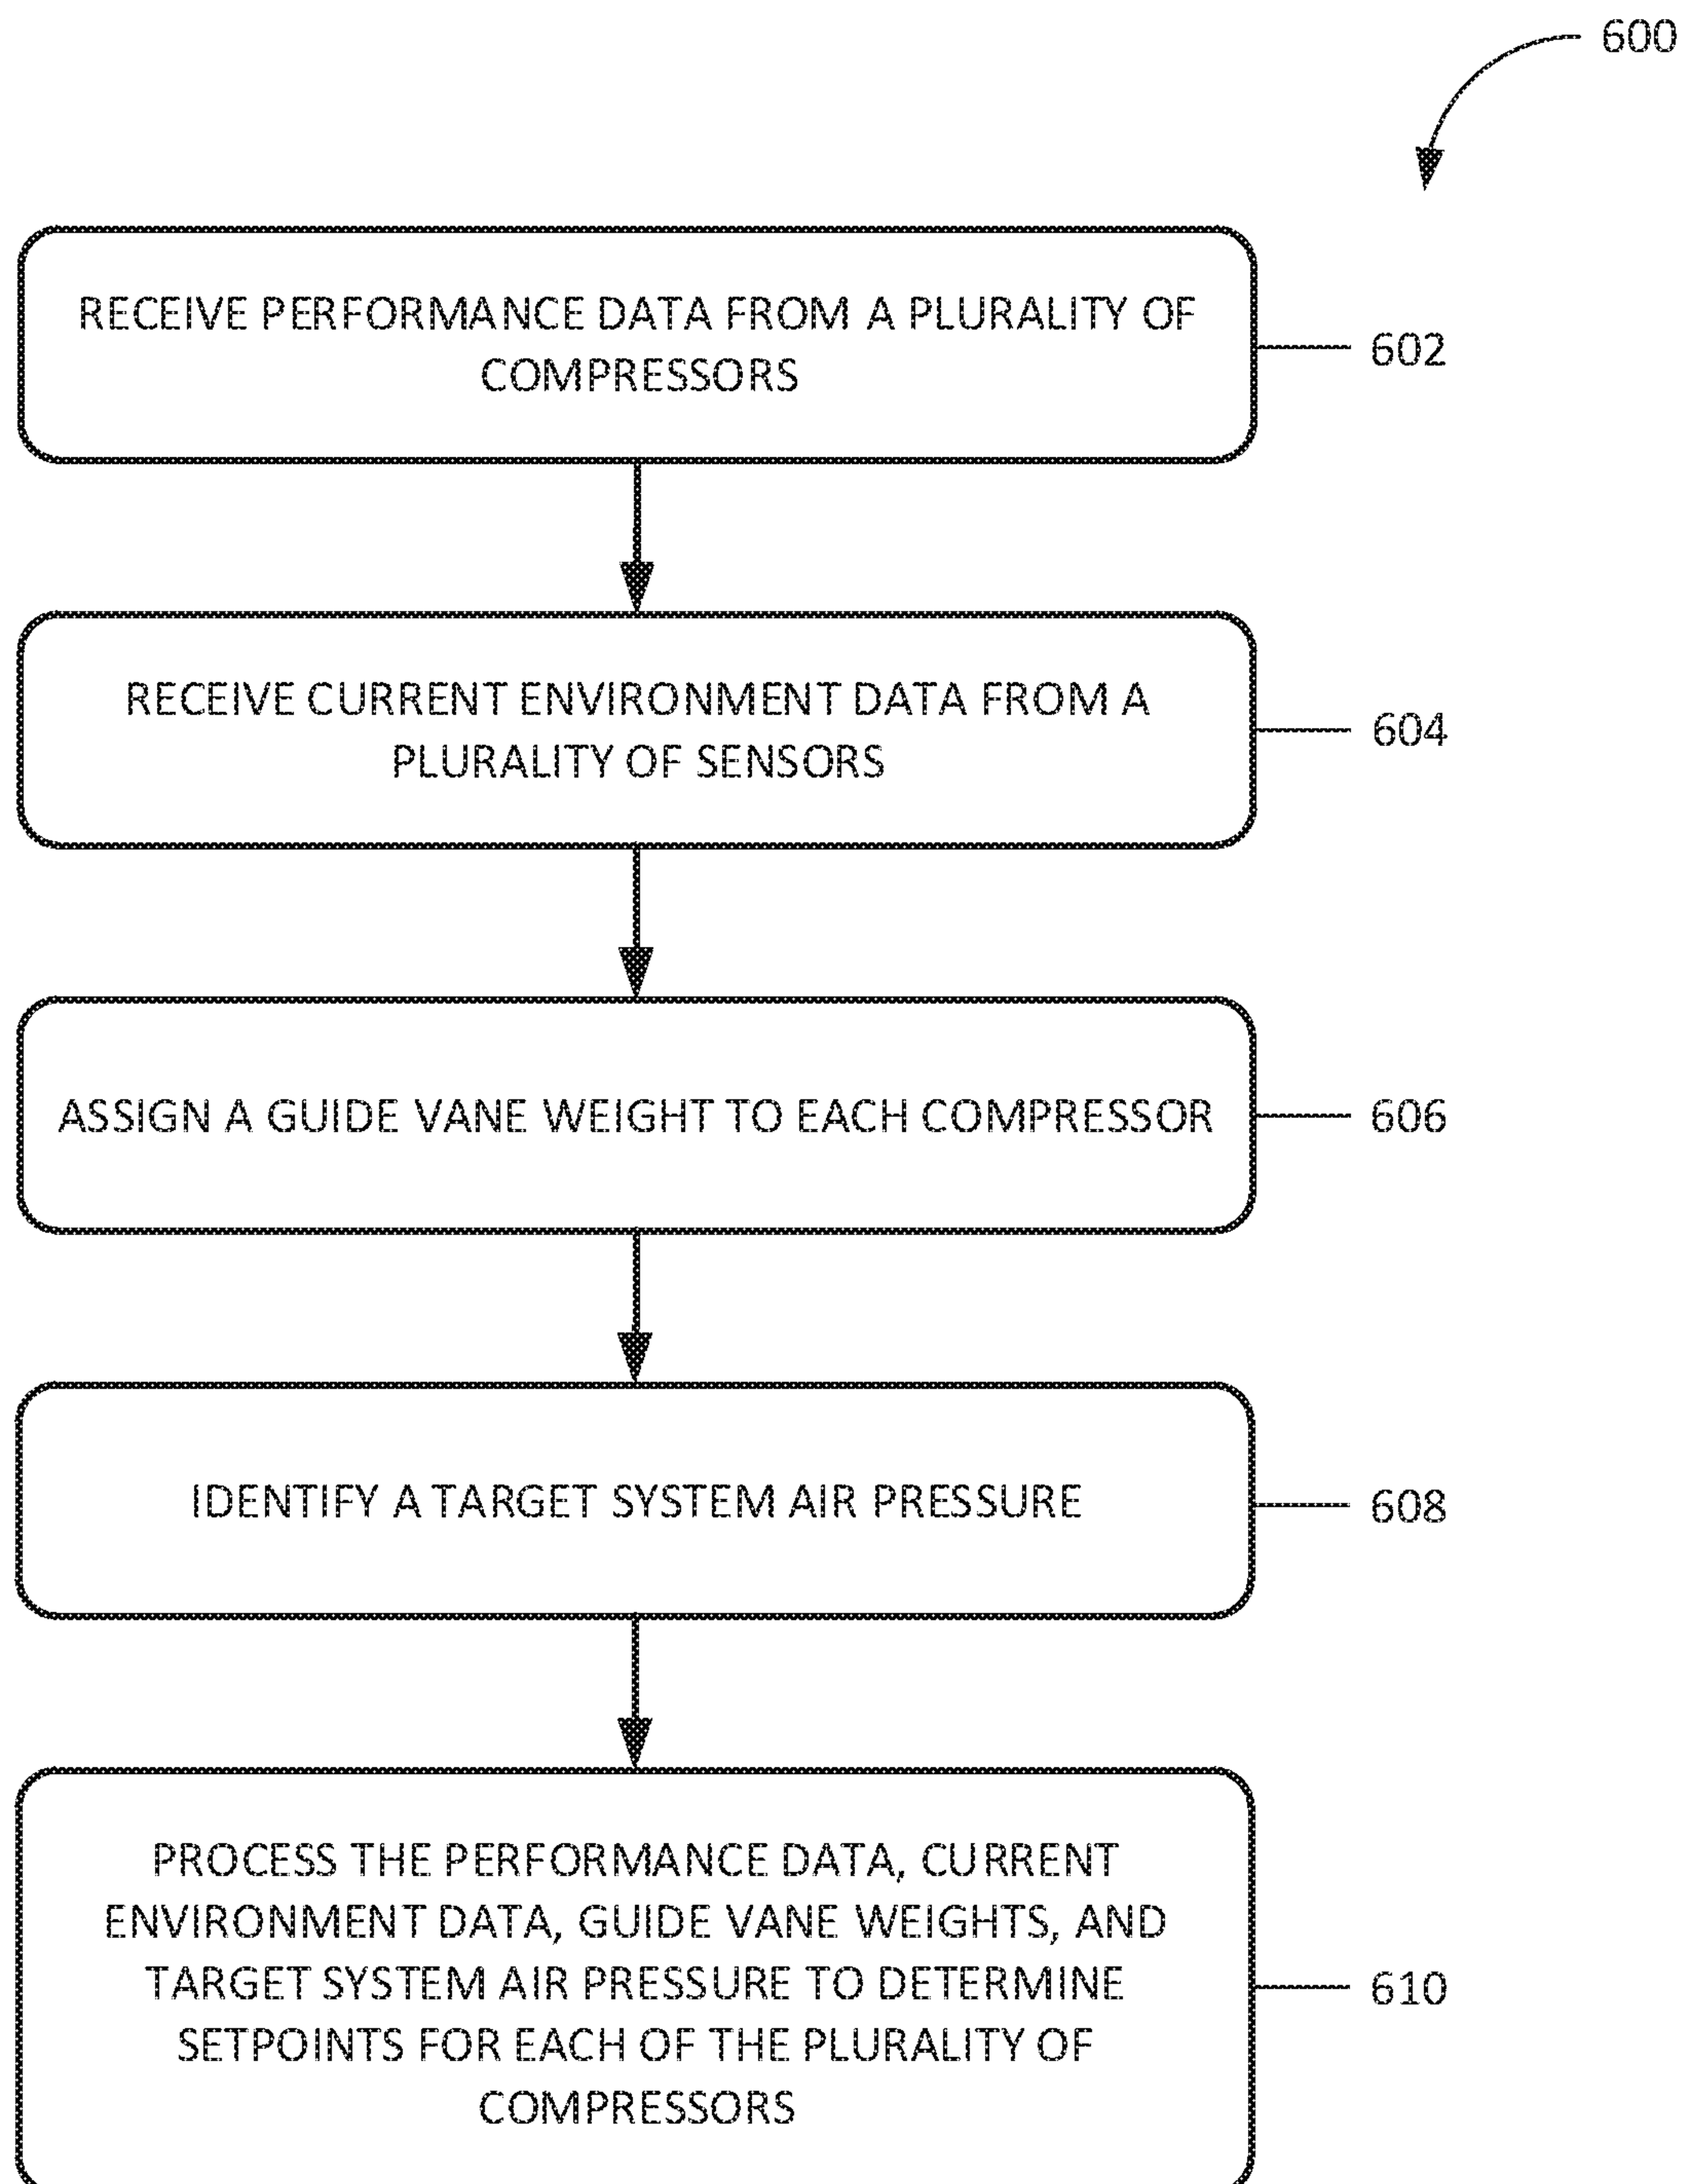 600
RECEIVE PERFORMANCE DATA FROM A PLURALITY OF
COMPRESSORS
602
RECEIVE CURRENT ENVIRONMENT DATA FROM A
PLURALITY OF SENSORS
604
ASSIGN A GUIDE VANE WEIGHT TO EACH COMPRESSOR
606
IDENTIFY A TARGET SYSTEM AIR PRESSURE
608
PROCESS THE PERFORMANCE DATA, CURRENT
ENVIRONMENT DATA, GUIDE VANE WEIGHTS, AND
TARGET SYSTEM AIR PRESSURE TO DETERMINE
SETPOINTS FOR EACH OF THE PLURALITY OF
COMPRESSORS
610